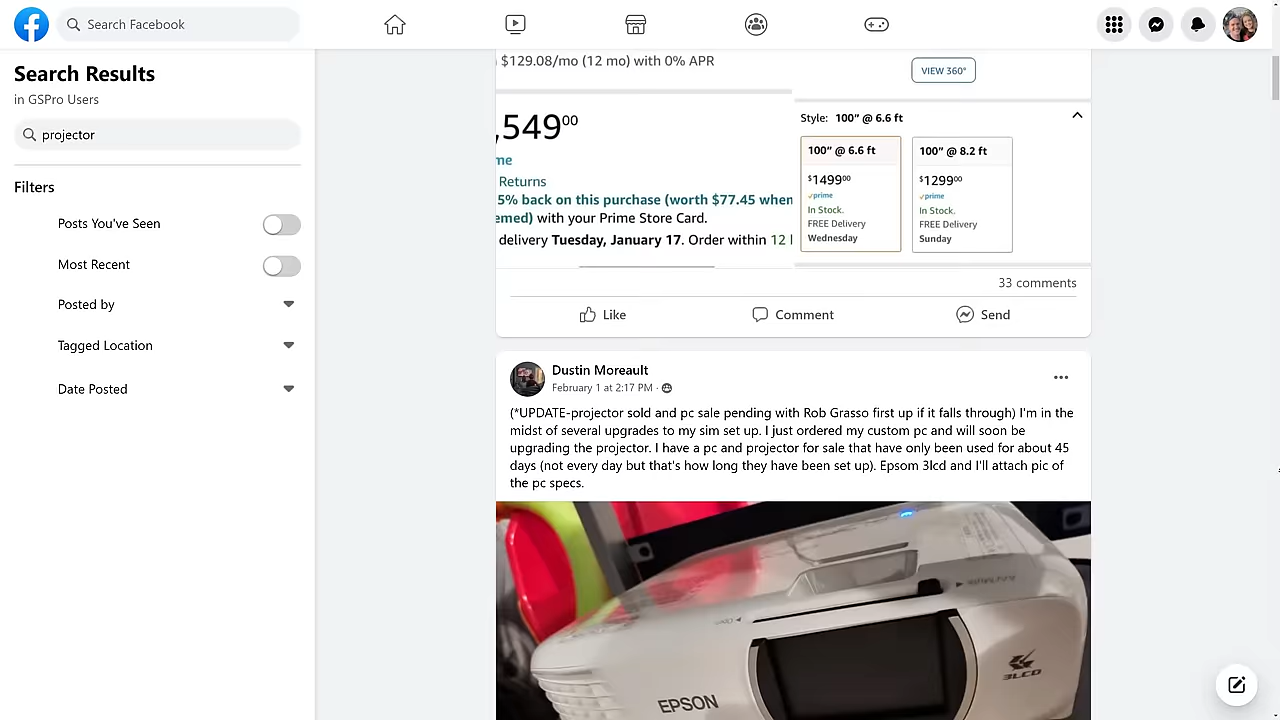 Search Facebook
Search Results
in GSPro Users
projector
Filters
Posts You've Seen
Most Recent
Posted by
Tagged Location
Date Posted
$129.08/mo (12 mo) with 0% APR
VIEW 360°
,549⁰⁰
me
Returns
5% back on this purchase (worth $77.45 when
emed) with your Prime Store Card.
delivery Tuesday, January 17. Order within 12 
Style: 100” @ 6.6 ft
100” @ 6.6 ft
$1499⁰⁰
prime
In Stock.
FREE Delivery
Wednesday
100” @ 8.2 ft
$1299⁰⁰
prime
In Stock.
FREE Delivery
Sunday
33 comments
Like
Comment
Send
Dustin Moreault
February 1 at 2:17 PM ·
(*UPDATE-projector sold and pc sale pending with Rob Grasso first up if it falls through) I'm in the
midst of several upgrades to my sim set up. I just ordered my custom pc and will soon be
upgrading the projector. I have a pc and projector for sale that have only been used for about 45
days (not every day but that's how long they have been set up). Epsom 3lcd and I'll attach pic of
the pc specs.
EPSON
3LCD